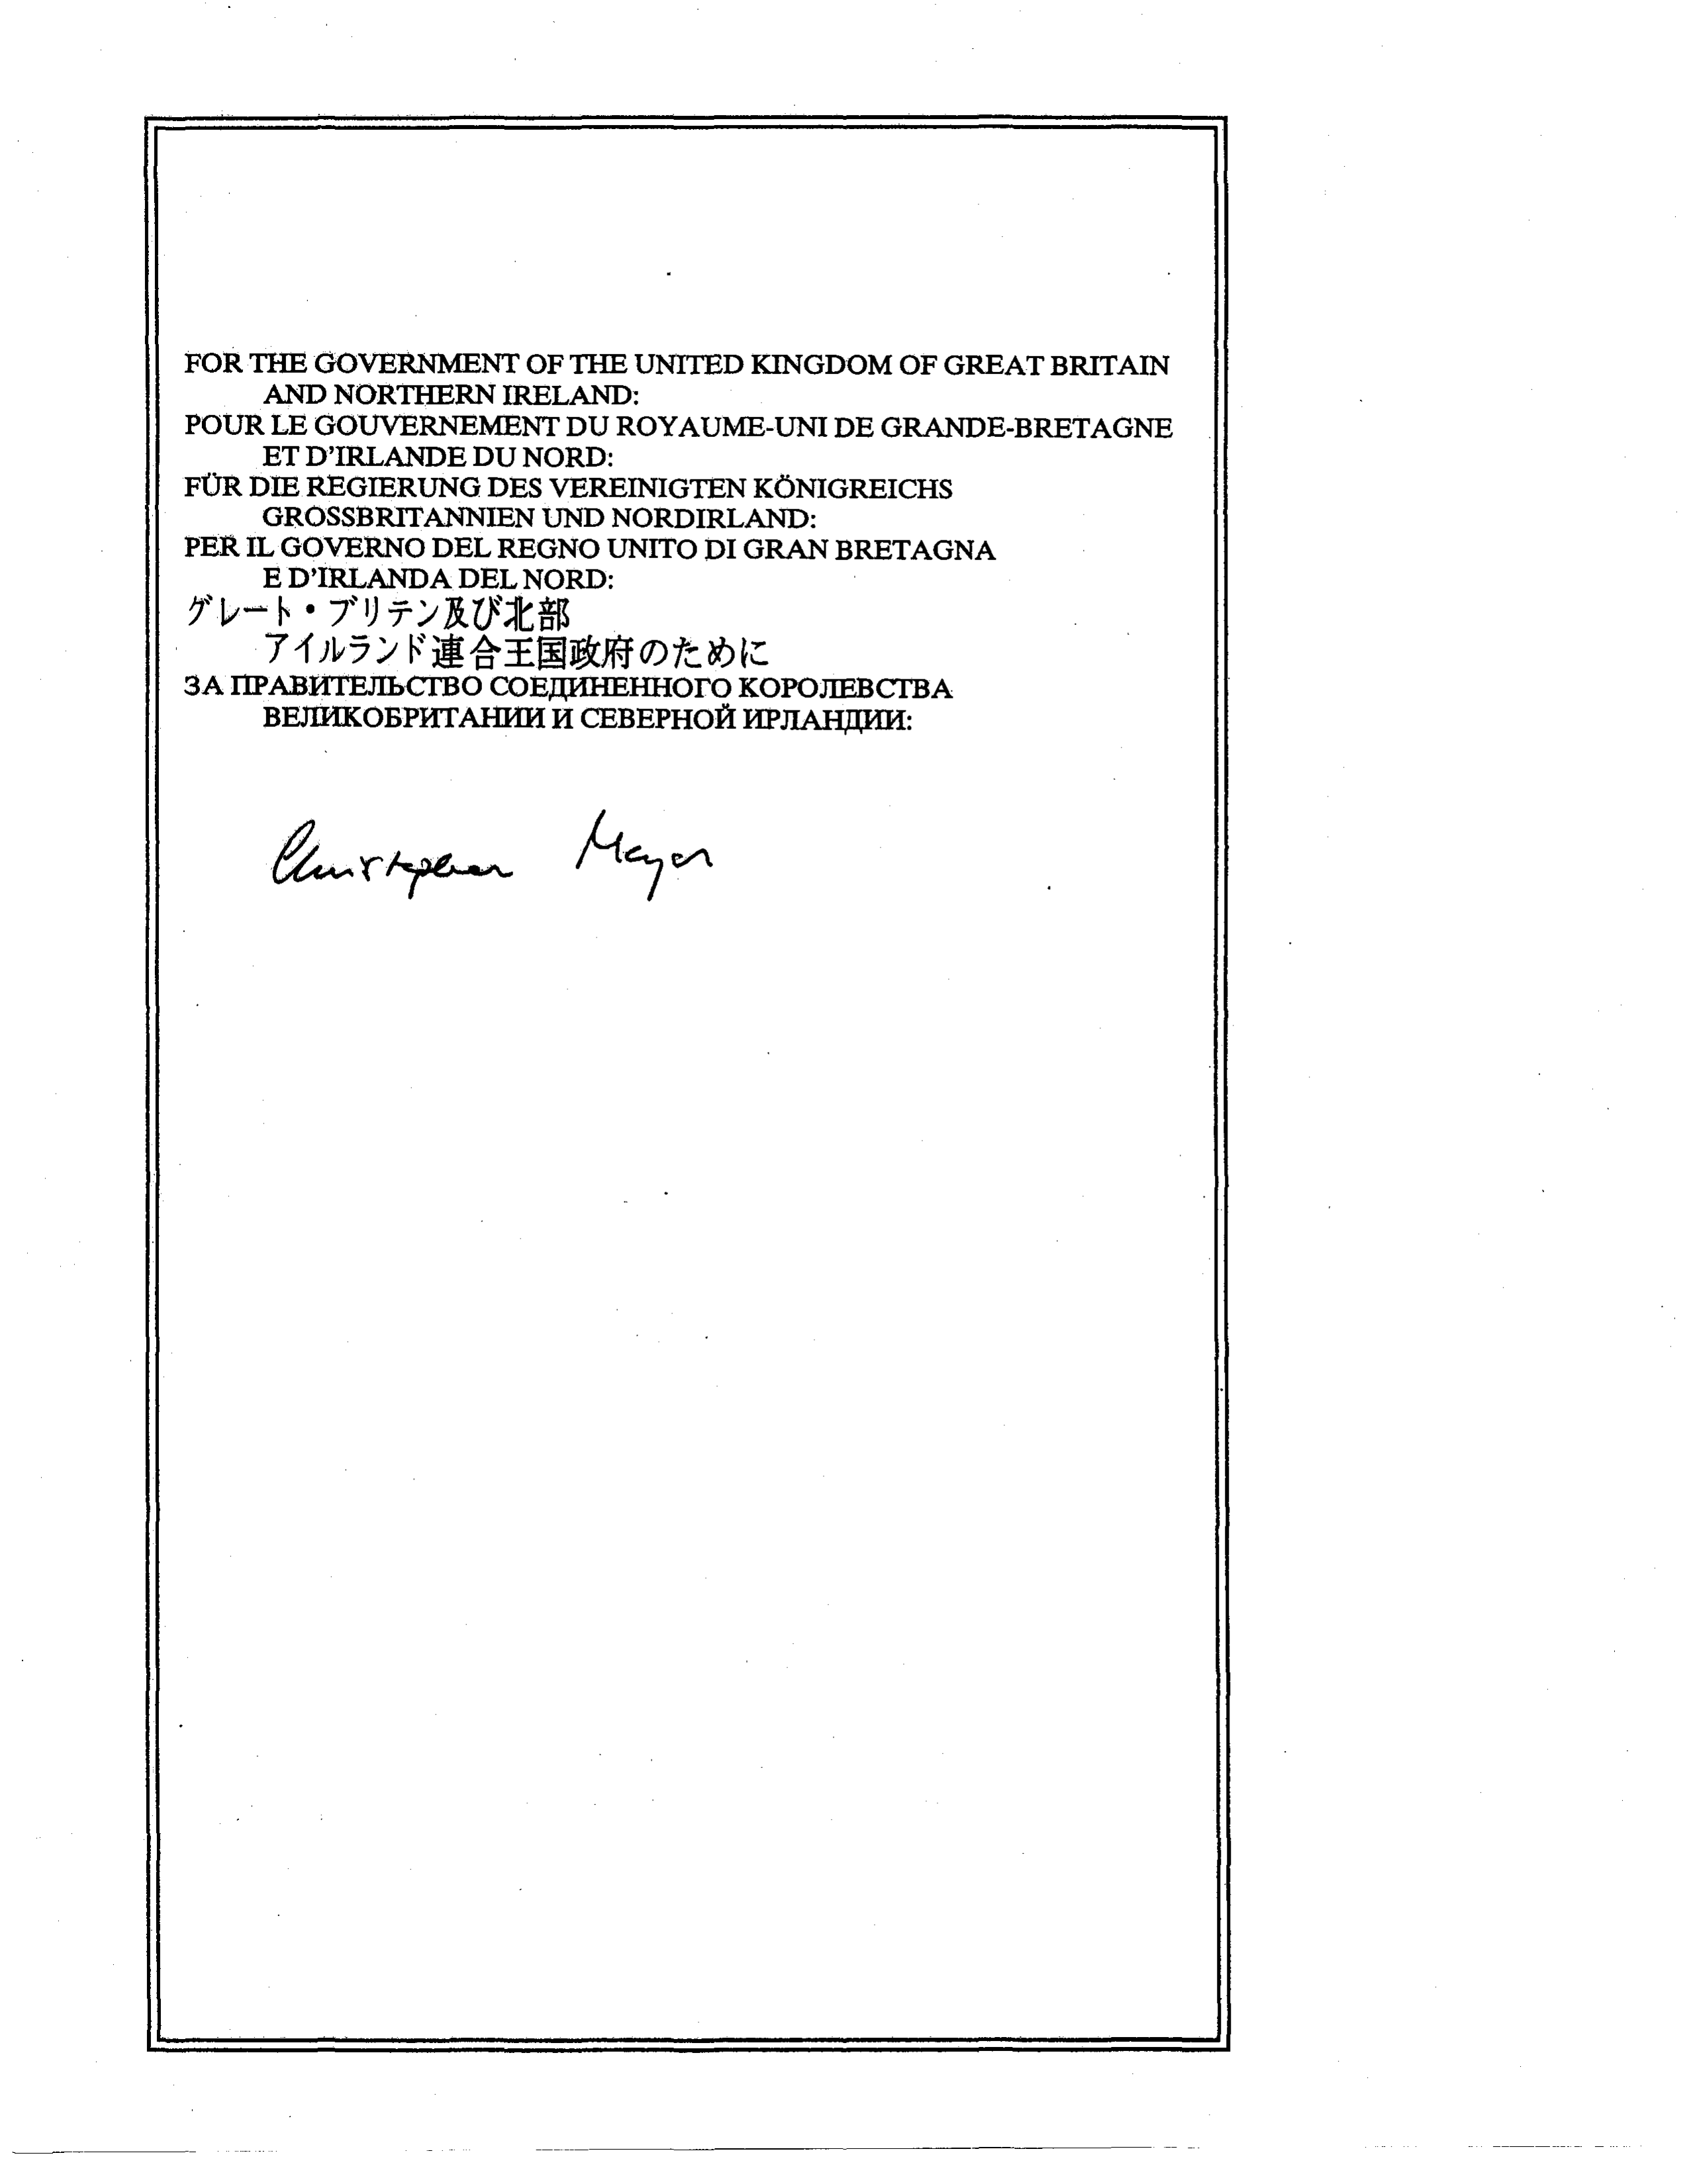 FOR THE GOVERNMENT OF THE UNITED KINGDOM OF GREAT BRITAIN
AND NORTHERN IRELAND:
POUR LE GOUVERNEMENT DU ROYAUME-UNI DE GRANDE-BRETAGNE
ET D'IRLANDE DU NORD:
FÜR DIE REGIERUNG DES VEREINIGTEN KÖNIGREICHS
GROSSBRITANNIEN UND NORDIRLAND:
PER IL GOVERNO DEL REGNO UNITO DI GRAN BRETAGNA
E D'IRLANDA DEL NORD:
グレート・ブリテン及び北部
アイルランド連合王国政府のために
ЗА ПРАВИТЕЛЬСТВО СОЕДИНЕННОГО КОРОЛЕВСТВА
ВЕЛИКОБРИТАНИИ И СЕВЕРНОЙ ИРЛАНДИИ:
Christopher Meyer